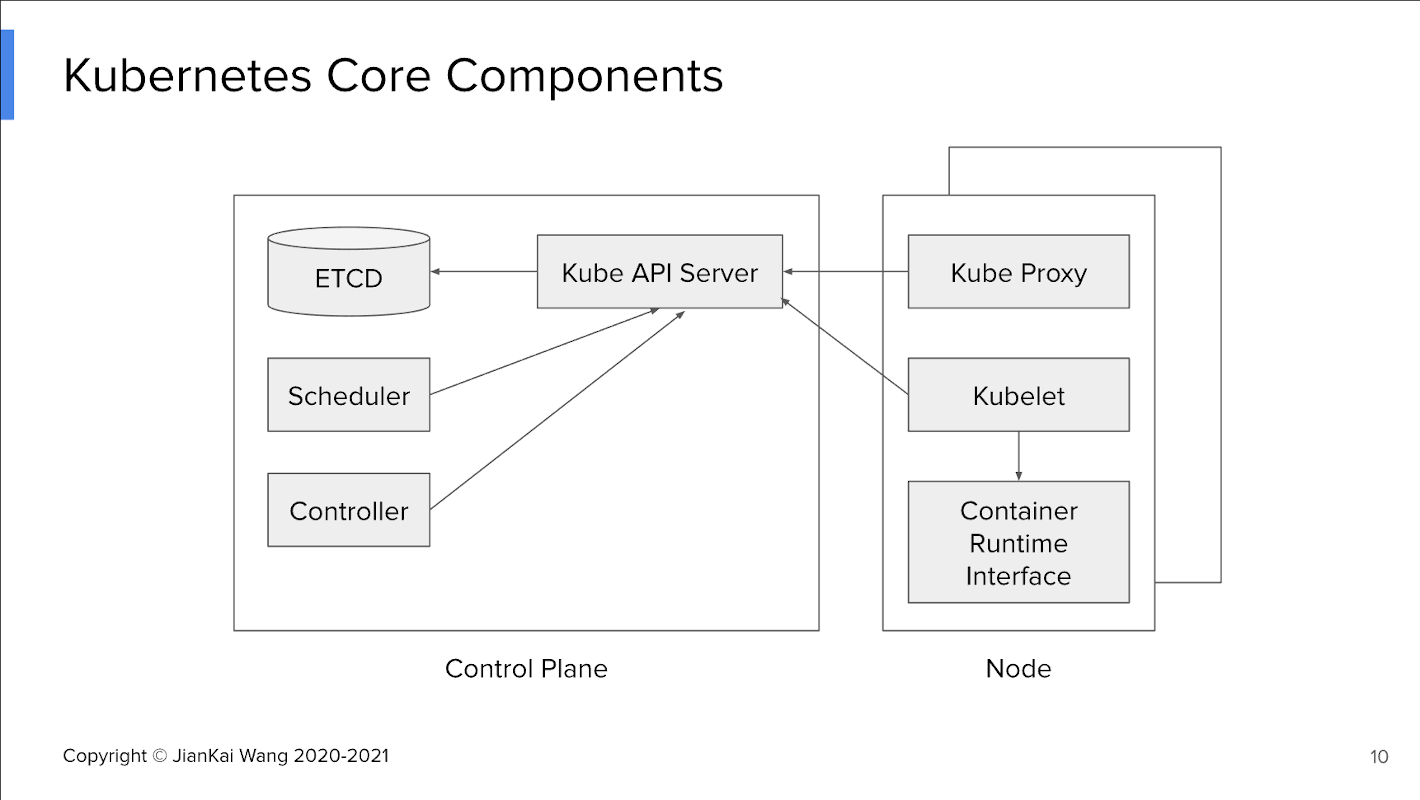 Kubernetes Core Components
ETCD
Kube API Server
Scheduler
Controller
Control Plane
Kube Proxy
Kubelet
Container
Runtime
Interface
Node
Copyright © JianKai Wang 2020-2021
10